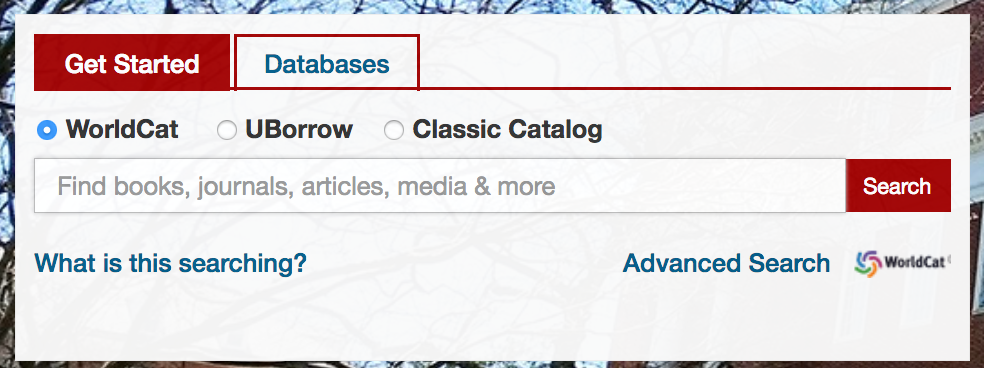 Get Started Databases
WorldCat UBorrow Classic Catalog
Find books, journals, articles, media & more Search
What is this searching? Advanced Search WorldCat